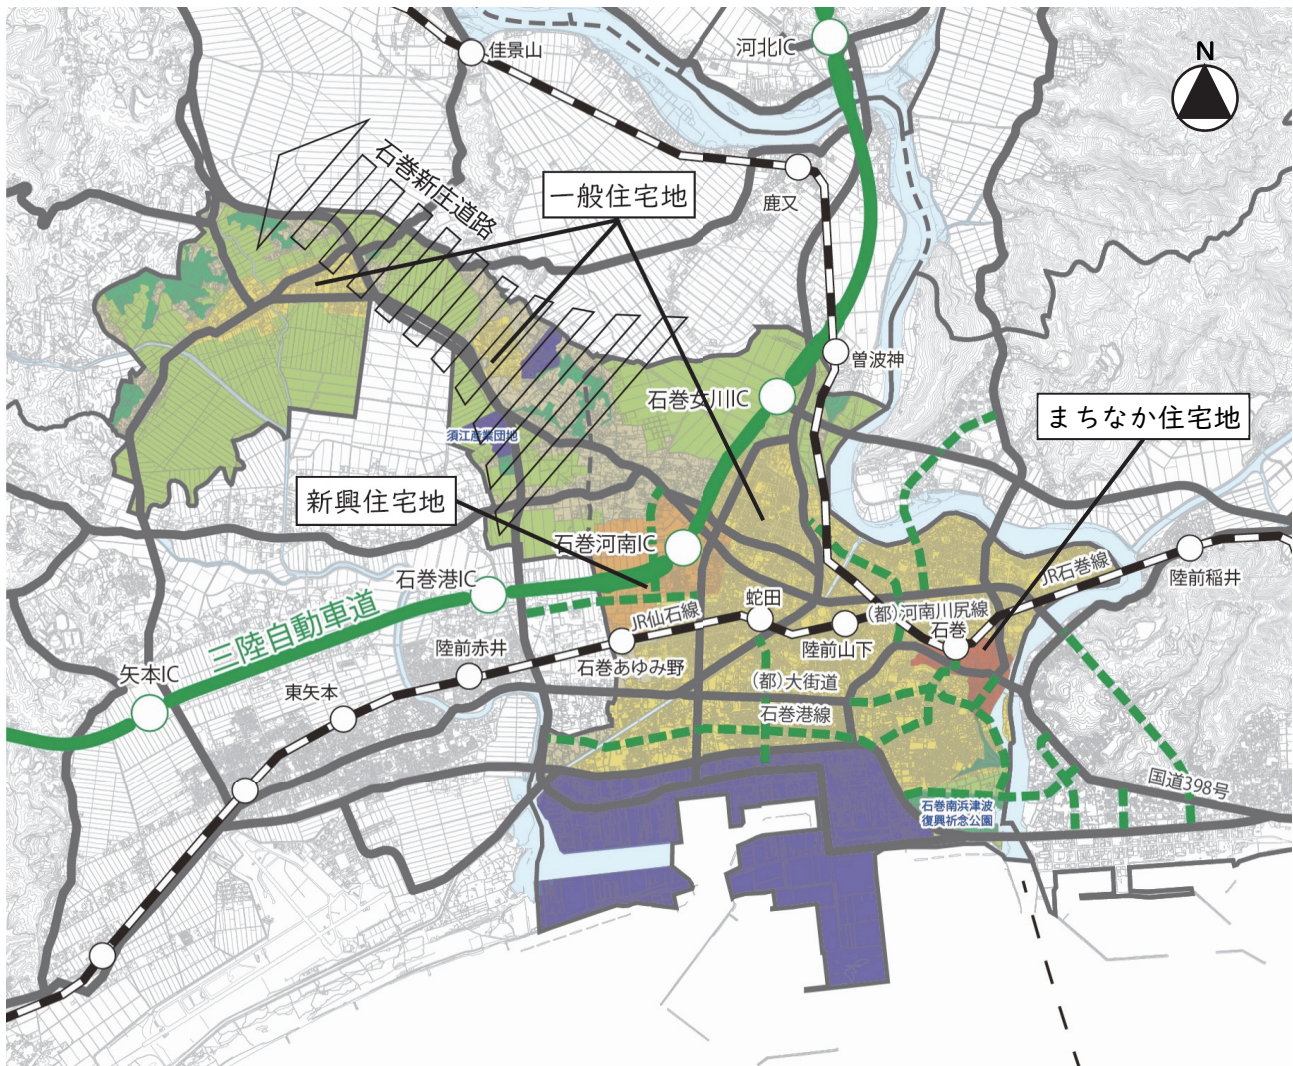 河北IC
N
佳景山
石巻新庄道路
一般住宅地
鹿又
曽波神
石巻女川IC
まちなか住宅地
須江産業団地
新興住宅地
石巻河南IC
石巻港IC
JR石巻線
陸前稲井
三陸自動車道
JR仙石線
蛇田
(都)河南川尻線
石巻
陸前山下
陸前赤井
石巻あゆみ野
矢本IC
東矢本
(都)大街道
石巻港線
国道398号
石巻南浜津波
復興祈念公園